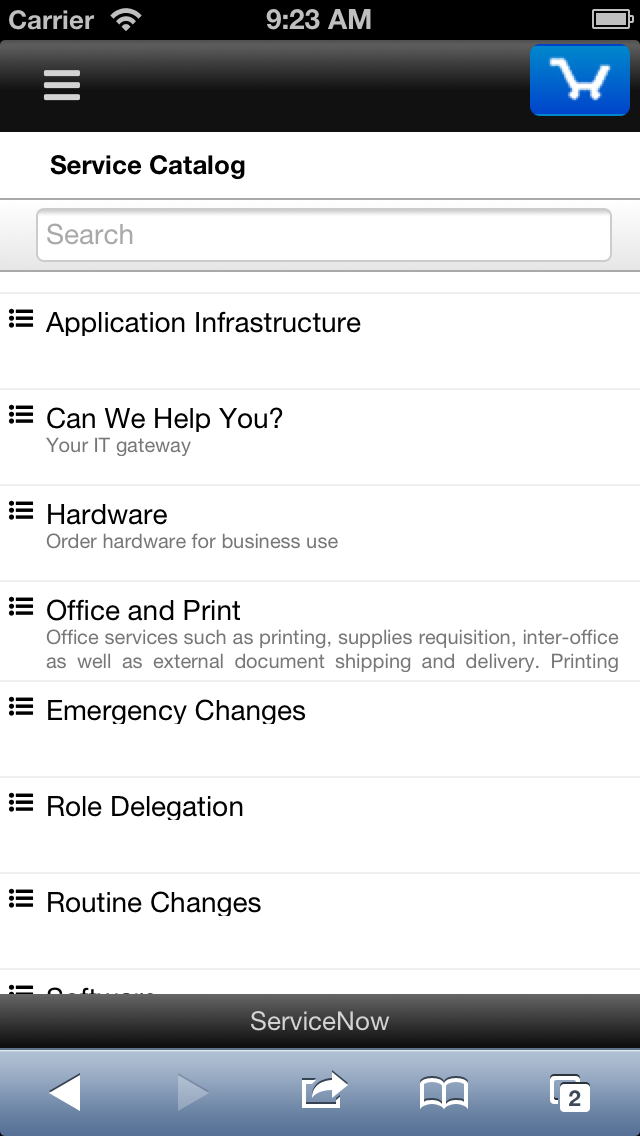 Carrier 9:23 AM
Service Catalog
Search
Application Infrastructure
Can We Help You?
Your IT gateway
Hardware
Order hardware for business use
Office and Print
Office services such as printing, supplies requisition, inter-office
as well as external document shipping and delivery. Printing
Emergency Changes
Role Delegation
Routine Changes
Software
ServiceNow
2